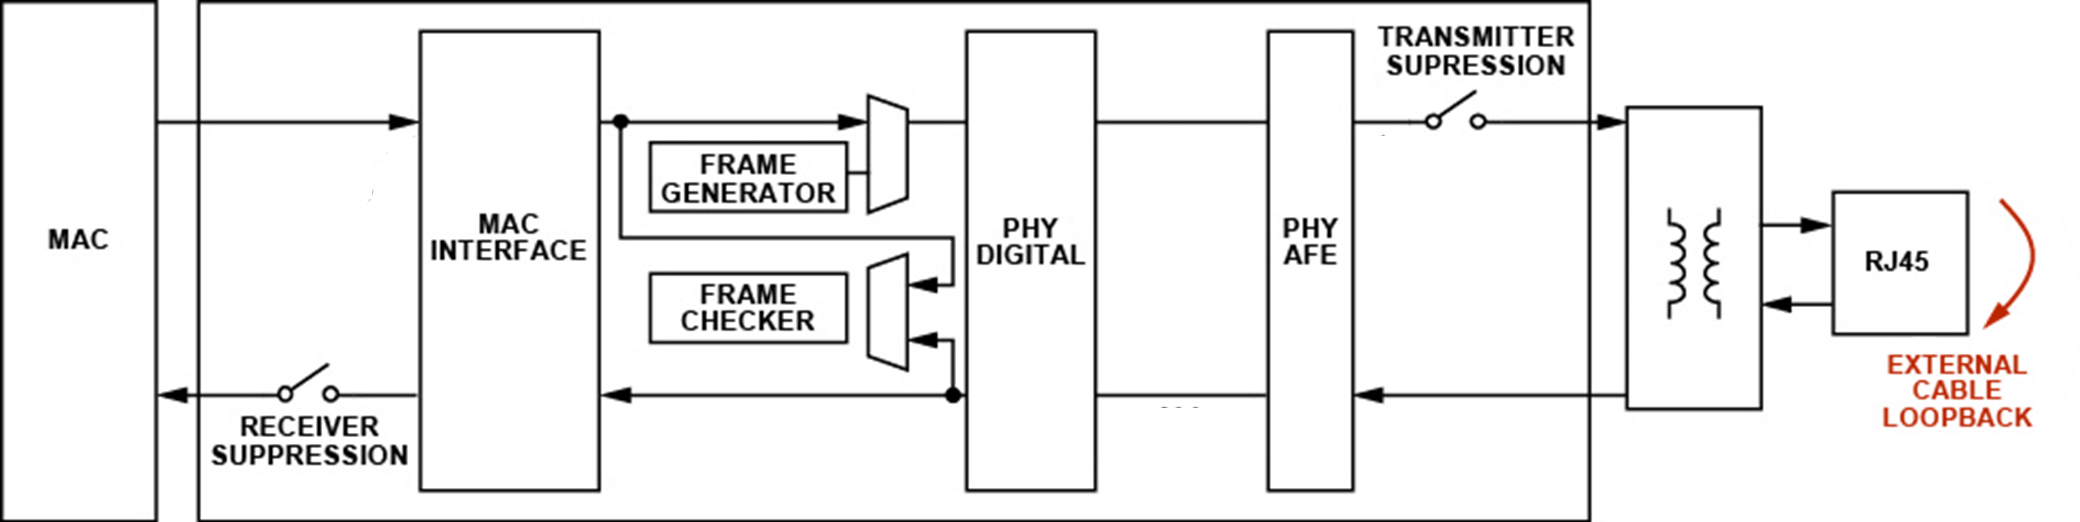 MAC
MAC
INTERFACE
FRAME
GENERATOR
FRAME
CHECKER
RECEIVER
SUPPRESSION
PHY
DIGITAL
PHY
AFE
TRANSMITTER
SUPRESSION
RJ45
EXTERNAL
CABLE
LOOPBACK